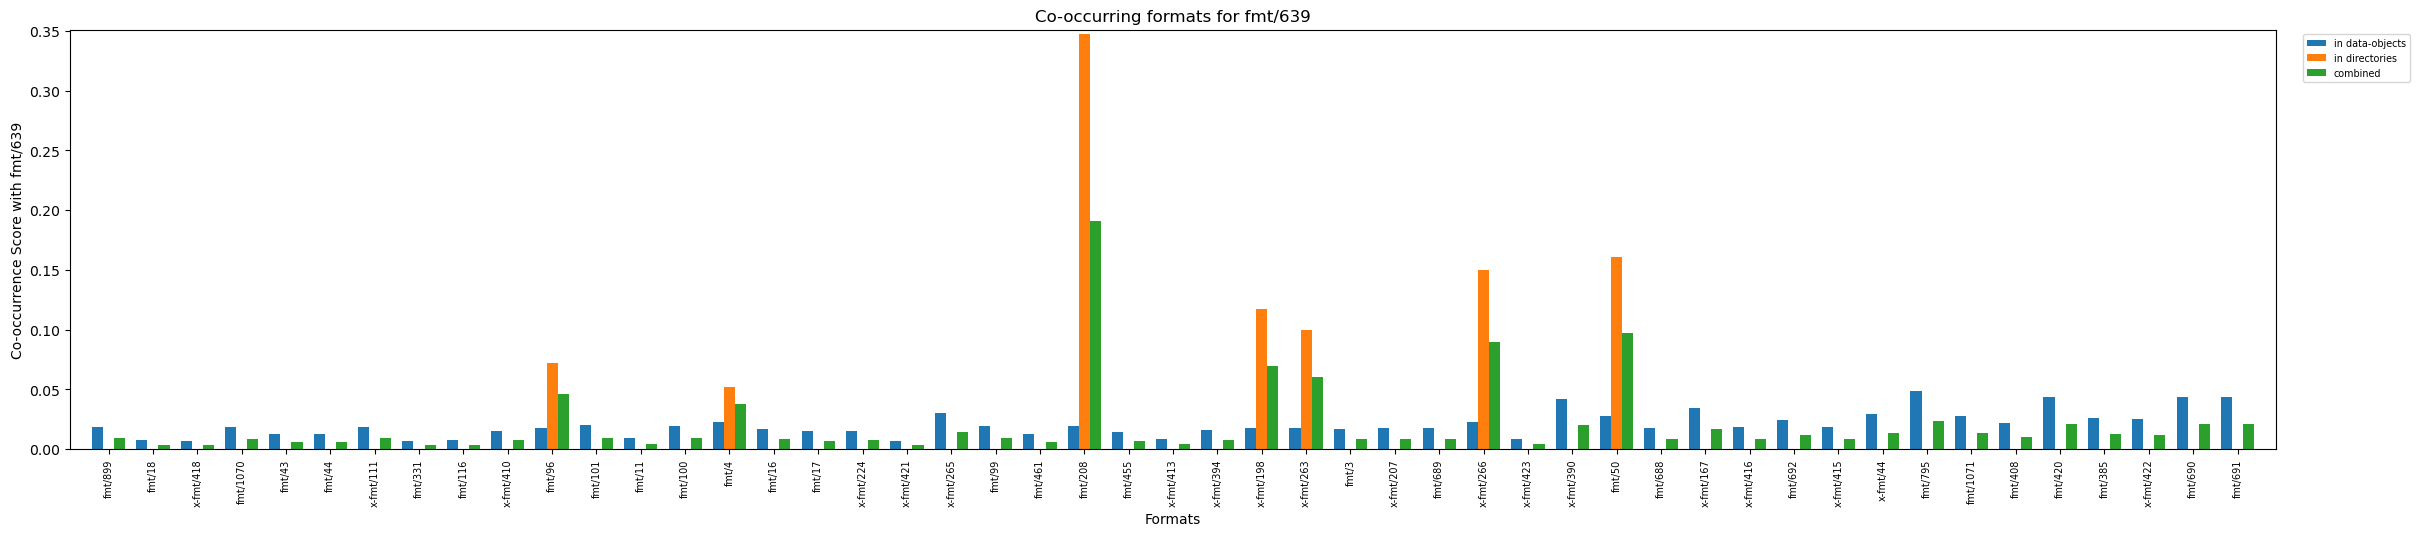 Co-occurring formats for fmt/639
Co-occurrence Score with fmt/639
0.35
0.30
0.25
0.20
0.15
0.10
0.05
0.00
in data-objects
in directories
combined
fmt/899
fmt/18
x-fmt/418
fmt/1070
fmt/43
fmt/44
x-fmt/111
fmt/331
fmt/116
x-fmt/410
fmt/96
fmt/101
fmt/11
fmt/100
fmt/4
fmt/16
fmt/17
x-fmt/224
x-fmt/421
x-fmt/265
fmt/99
fmt/461
fmt/208
fmt/455
x-fmt/413
x-fmt/394
x-fmt/198
x-fmt/263
fmt/3
x-fmt/207
fmt/689
x-fmt/266
x-fmt/423
x-fmt/390
fmt/50
fmt/688
x-fmt/167
x-fmt/416
fmt/692
x-fmt/415
x-fmt/44
fmt/795
fmt/1071
fmt/408
fmt/420
fmt/385
x-fmt/422
fmt/690
fmt/691
Formats